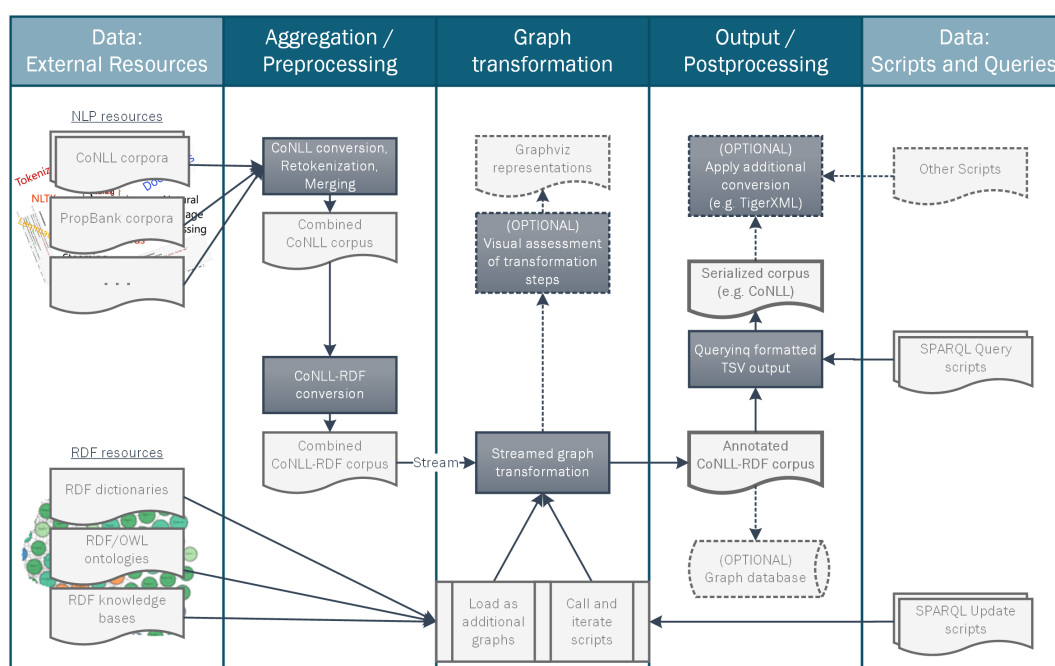 Data:
External Resources
Aggregation /
Preprocessing
Graph
transformation
Output /
Postprocessing
Data:
Scripts and Queries
NLP resources
CoNLL corpora
PropBank corpora
. . .
RDF resources
RDF dictionaries
RDF/OWL
ontologies
RDF knowledge
bases
CoNLL conversion,
Retokenization,
Merging
Combined
CoNLL corpus
CoNLL-RDF
conversion
Combined
CoNLL-RDF corpus
Stream
Graphviz
representations
(OPTIONAL)
Visual assessment
of transformation
steps
Streamed graph
transformation
Load as
additional
graphs
Call and
iterate
scripts
(OPTIONAL)
Apply additional
conversion
(e.g. TigerXML)
Serialized corpus
(e.g. CoNLL)
Querying formatted
TSV output
Annotated
CoNLL-RDF corpus
(OPTIONAL)
Graph database
Other Scripts
SPARQL Query
scripts
SPARQL Update
scripts